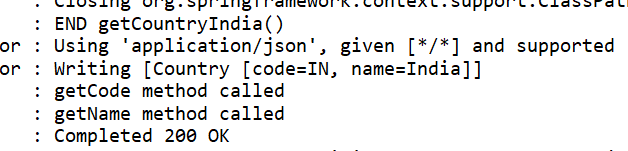 : Closing org.springframework.context.support.ClassPat
: END getCountryIndia()
or : Using 'application/json', given [*/*] and supported
or : Writing [Country [code=IN, name=India]]
: getCode method called
: getName method called
: Completed 200 OK